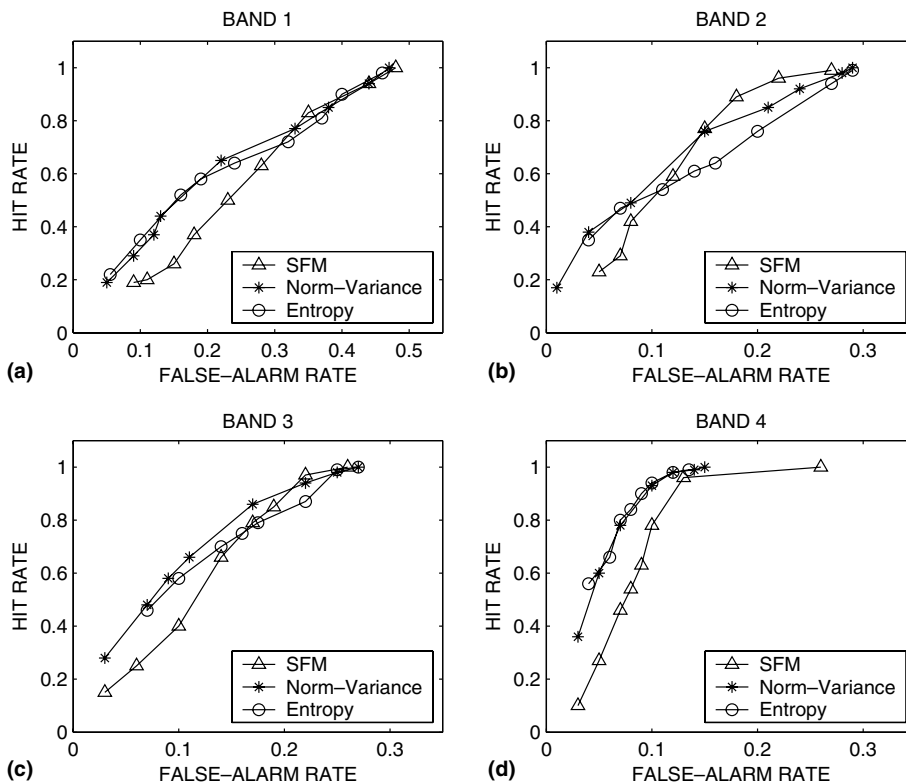 BAND 1
HIT RATE
1
0.8
0.6
0.4
0.2
0
SFM
Norm–Variance
Entropy
0 0.1 0.2 0.3 0.4 0.5
(a) FALSE–ALARM RATE
BAND 2
HIT RATE
1
0.8
0.6
0.4
0.2
0
SFM
Norm–Variance
Entropy
0 0.1 0.2 0.3
(b) FALSE–ALARM RATE
BAND 3
HIT RATE
1
0.8
0.6
0.4
0.2
0
SFM
Norm–Variance
Entropy
0 0.1 0.2 0.3
(c) FALSE–ALARM RATE
BAND 4
HIT RATE
1
0.8
0.6
0.4
0.2
0
SFM
Norm–Variance
Entropy
0 0.1 0.2 0.3
(d) FALSE–ALARM RATE